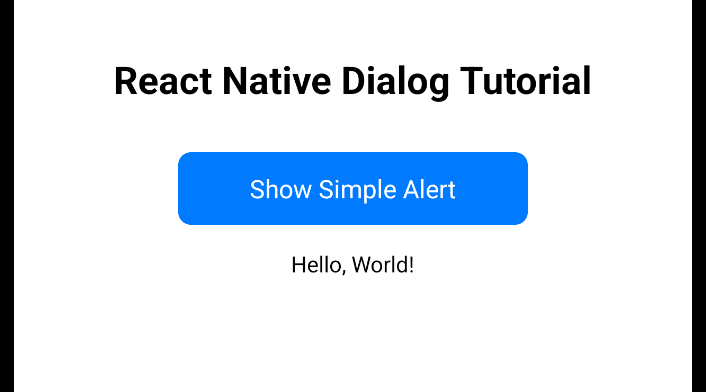 React Native Dialog Tutorial
Show Simple Alert
Hello, World!